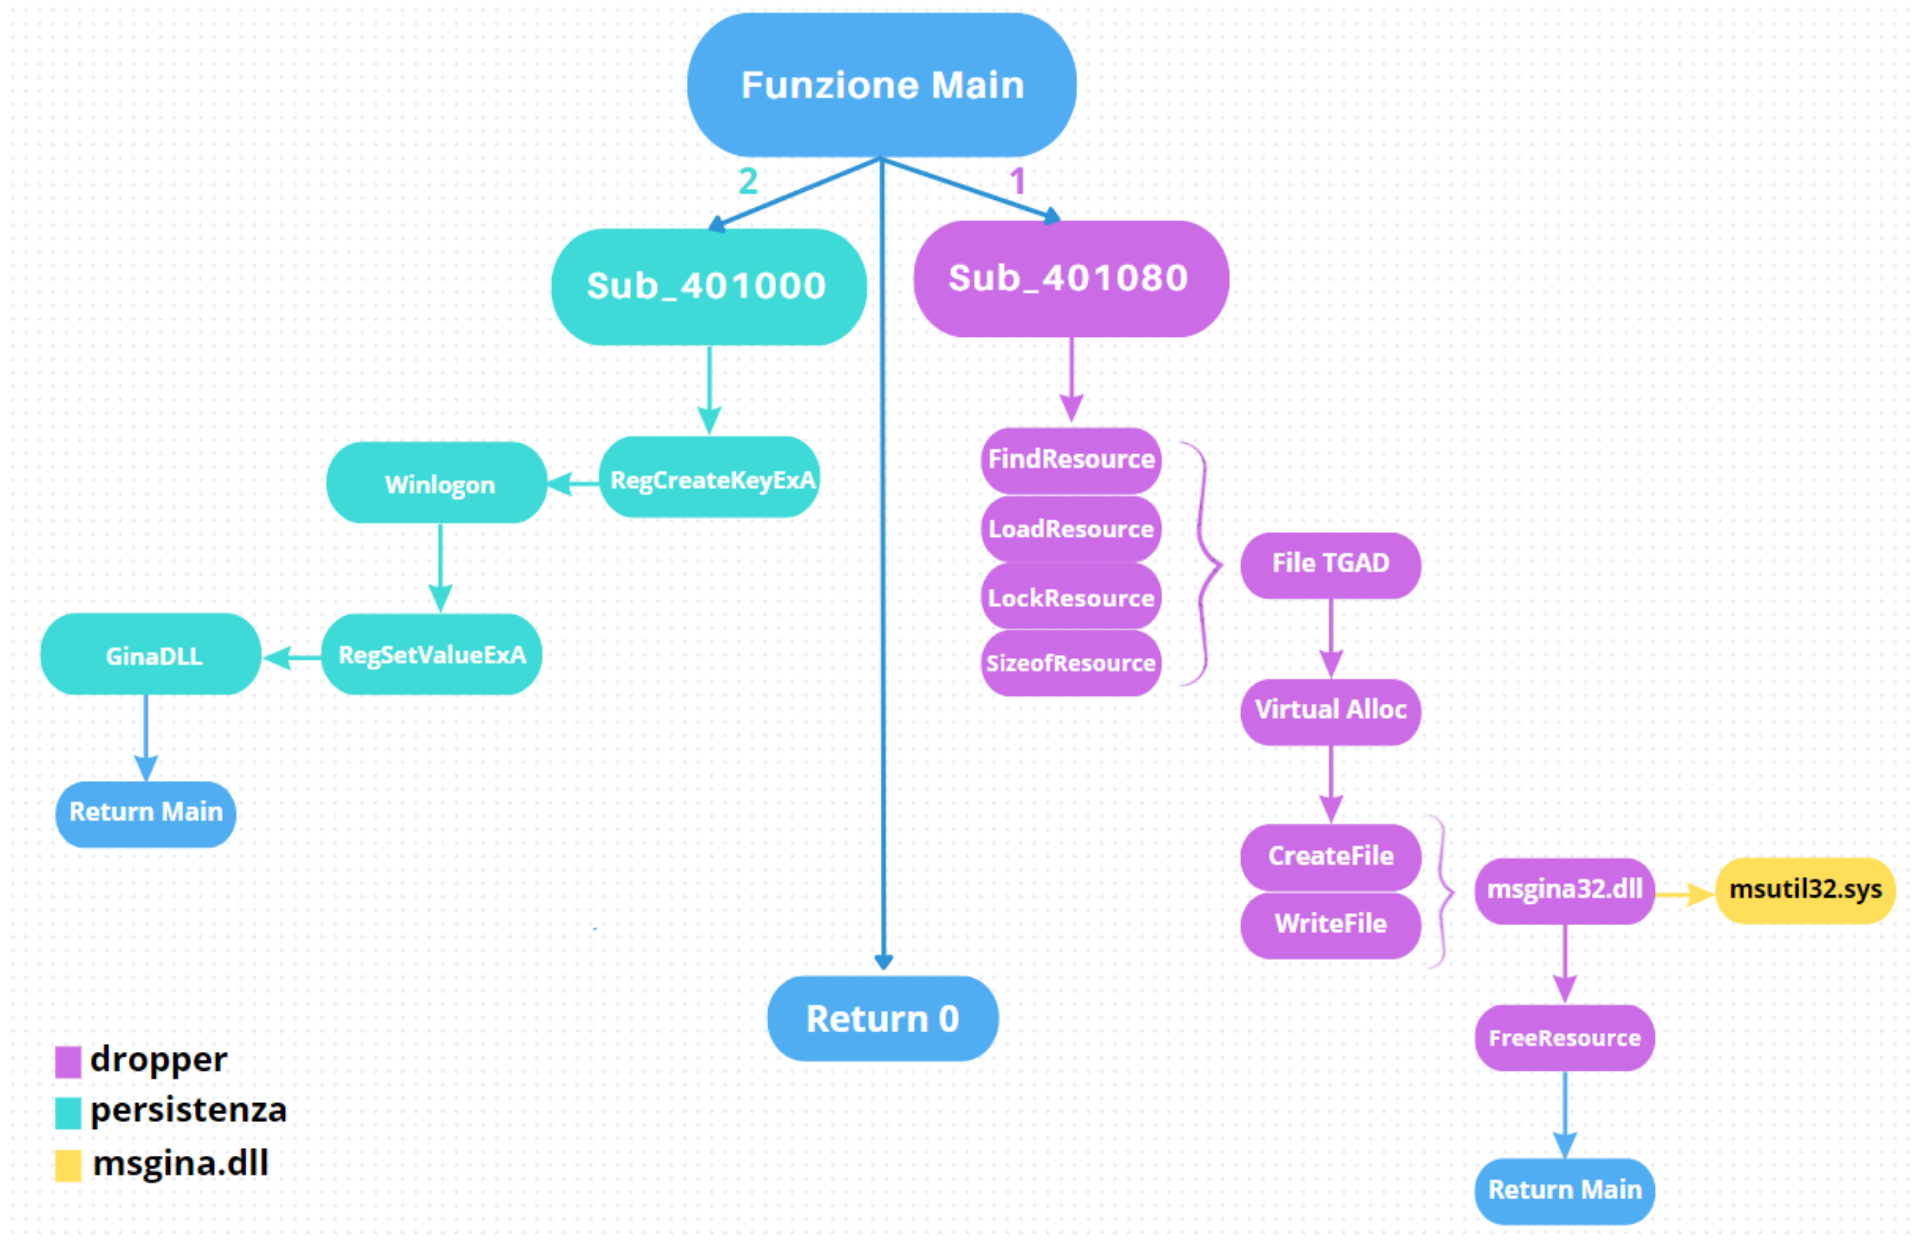 Funzione Main
2
1
Sub_401000
Sub_401080
RegCreateKeyExA
Winlogon
RegSetValueExA
GinaDLL
Return Main
FindResource
LoadResource
LockResource
SizeofResource
File TGAD
Virtual Alloc
CreateFile
WriteFile
msgina32.dll
msutil32.sys
FreeResource
Return Main
Return 0
dropper
persistenza
msgina.dll